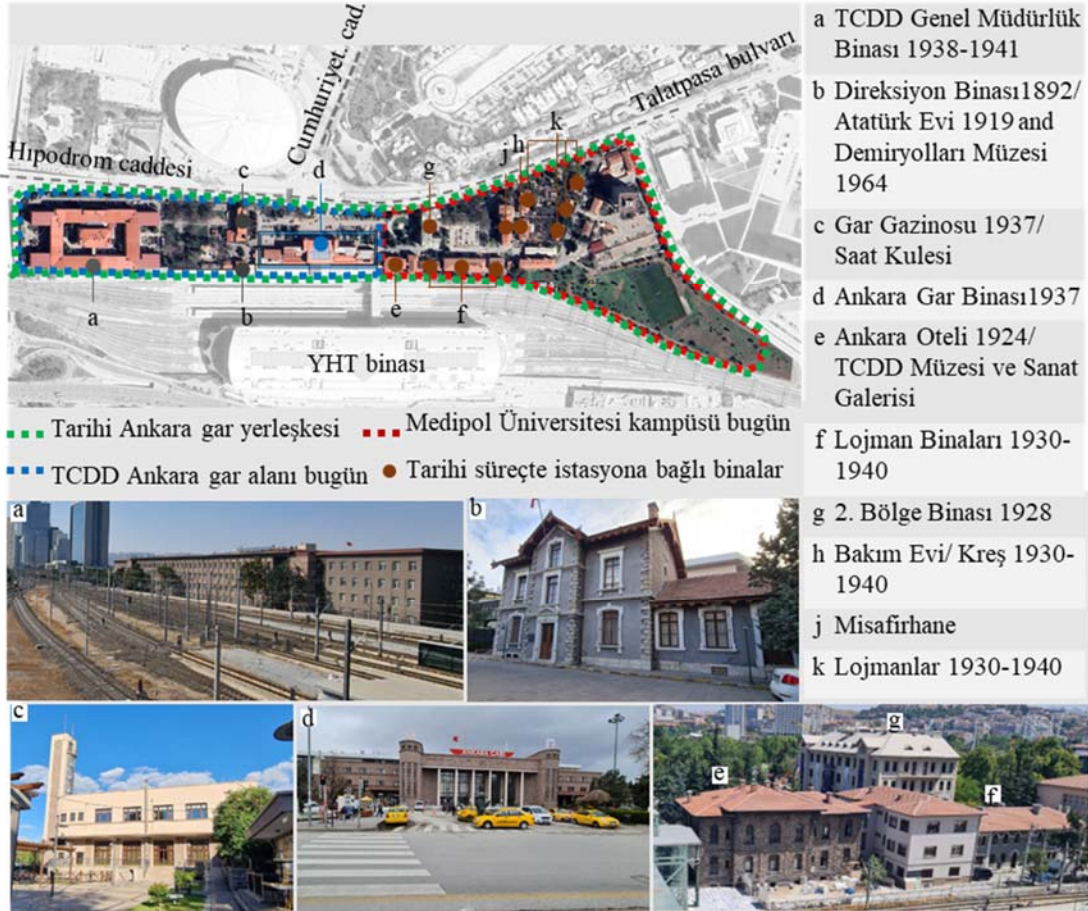 Hıpodrom caddesi
Cumhuriyet. cad.
Talatpasa bulvarı
c
d
g
j
h
k
a
b
e
f
YHT binası
Tarihi Ankara gar yerleşkesi
Medipol Üniversitesi kampüsü bugün
TCDD Ankara gar alanı bugün
Tarihi süreçte istasyona bağlı binalar
a TCDD Genel Müdürlük
Binası 1938-1941
b Direksiyon Binası1892/
Atatürk Evi 1919 and
Demiryolları Müzesi
1964
c Gar Gazinosu 1937/
Saat Kulesi
d Ankara Gar Binası1937
e Ankara Oteli 1924/
TCDD Müzesi ve Sanat
Galerisi
f Lojman Binaları 1930-
1940
g 2. Bölge Binası 1928
h Bakım Evi/ Kreş 1930-
1940
j Misafirhane
k Lojmanlar 1930-1940
a
b
c
d
ANKARA GARI
e
g
f